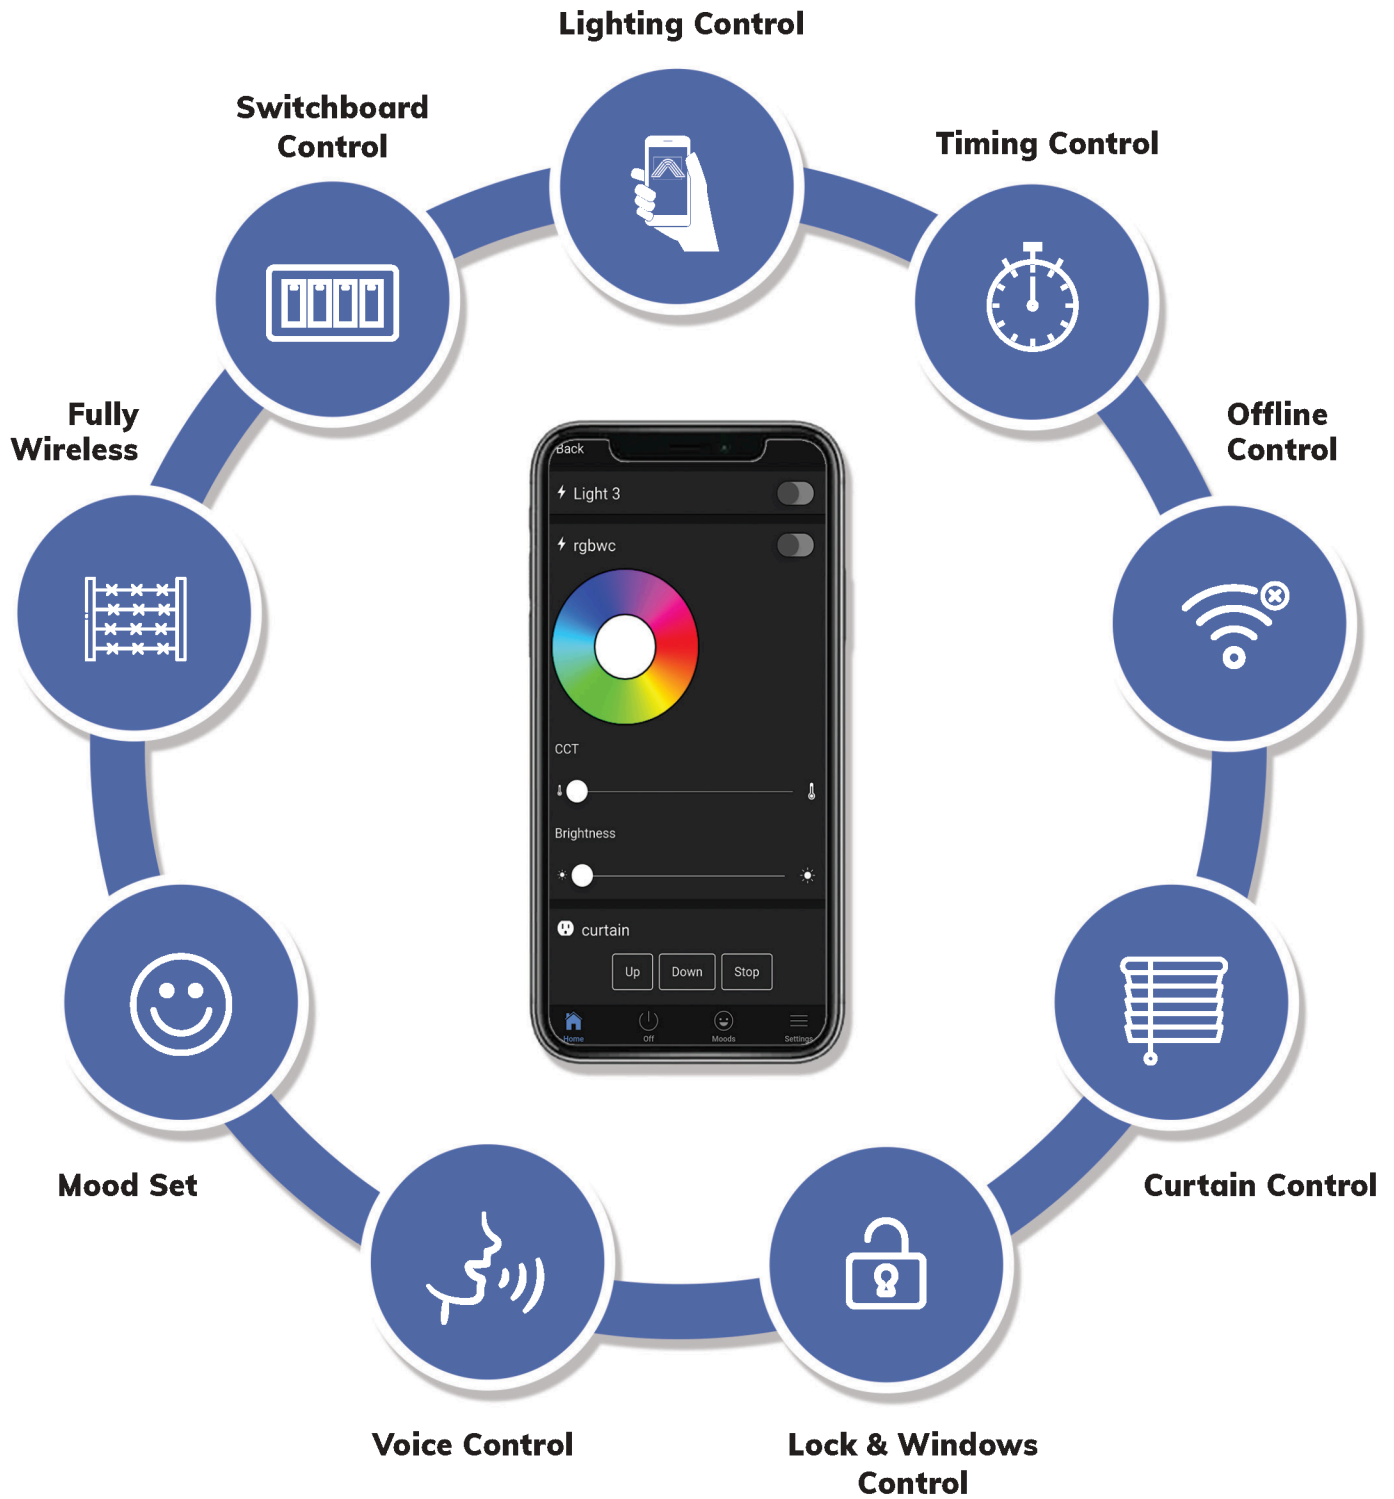 Lighting Control
Switchboard
Control
Timing Control
Fully
Wireless
Offline
Control
Back
Light 3
rgbwc
CCT
Brightness
curtain
Up
Down
Stop
Home
Off
Moods
Settings
Mood Set
Curtain Control
Voice Control
Lock & Windows
Control